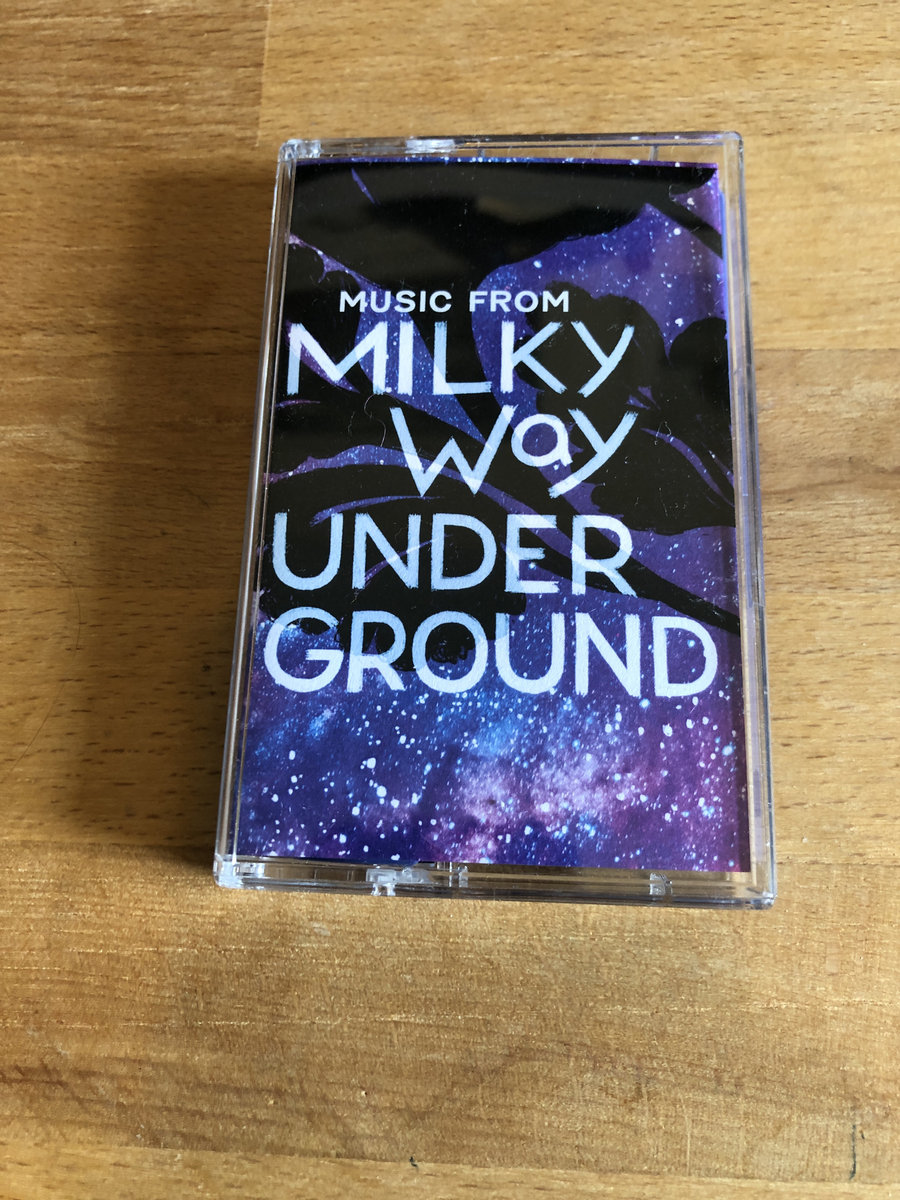 MUSIC FROM
MILKY
Way
UNDER
GROUND